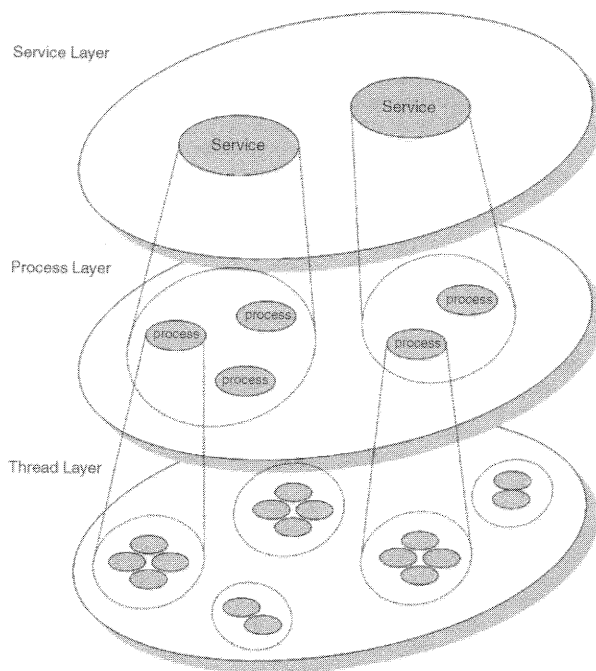 Service Layer
Service
Service
Process Layer
process
process
process
process
process
Thread Layer